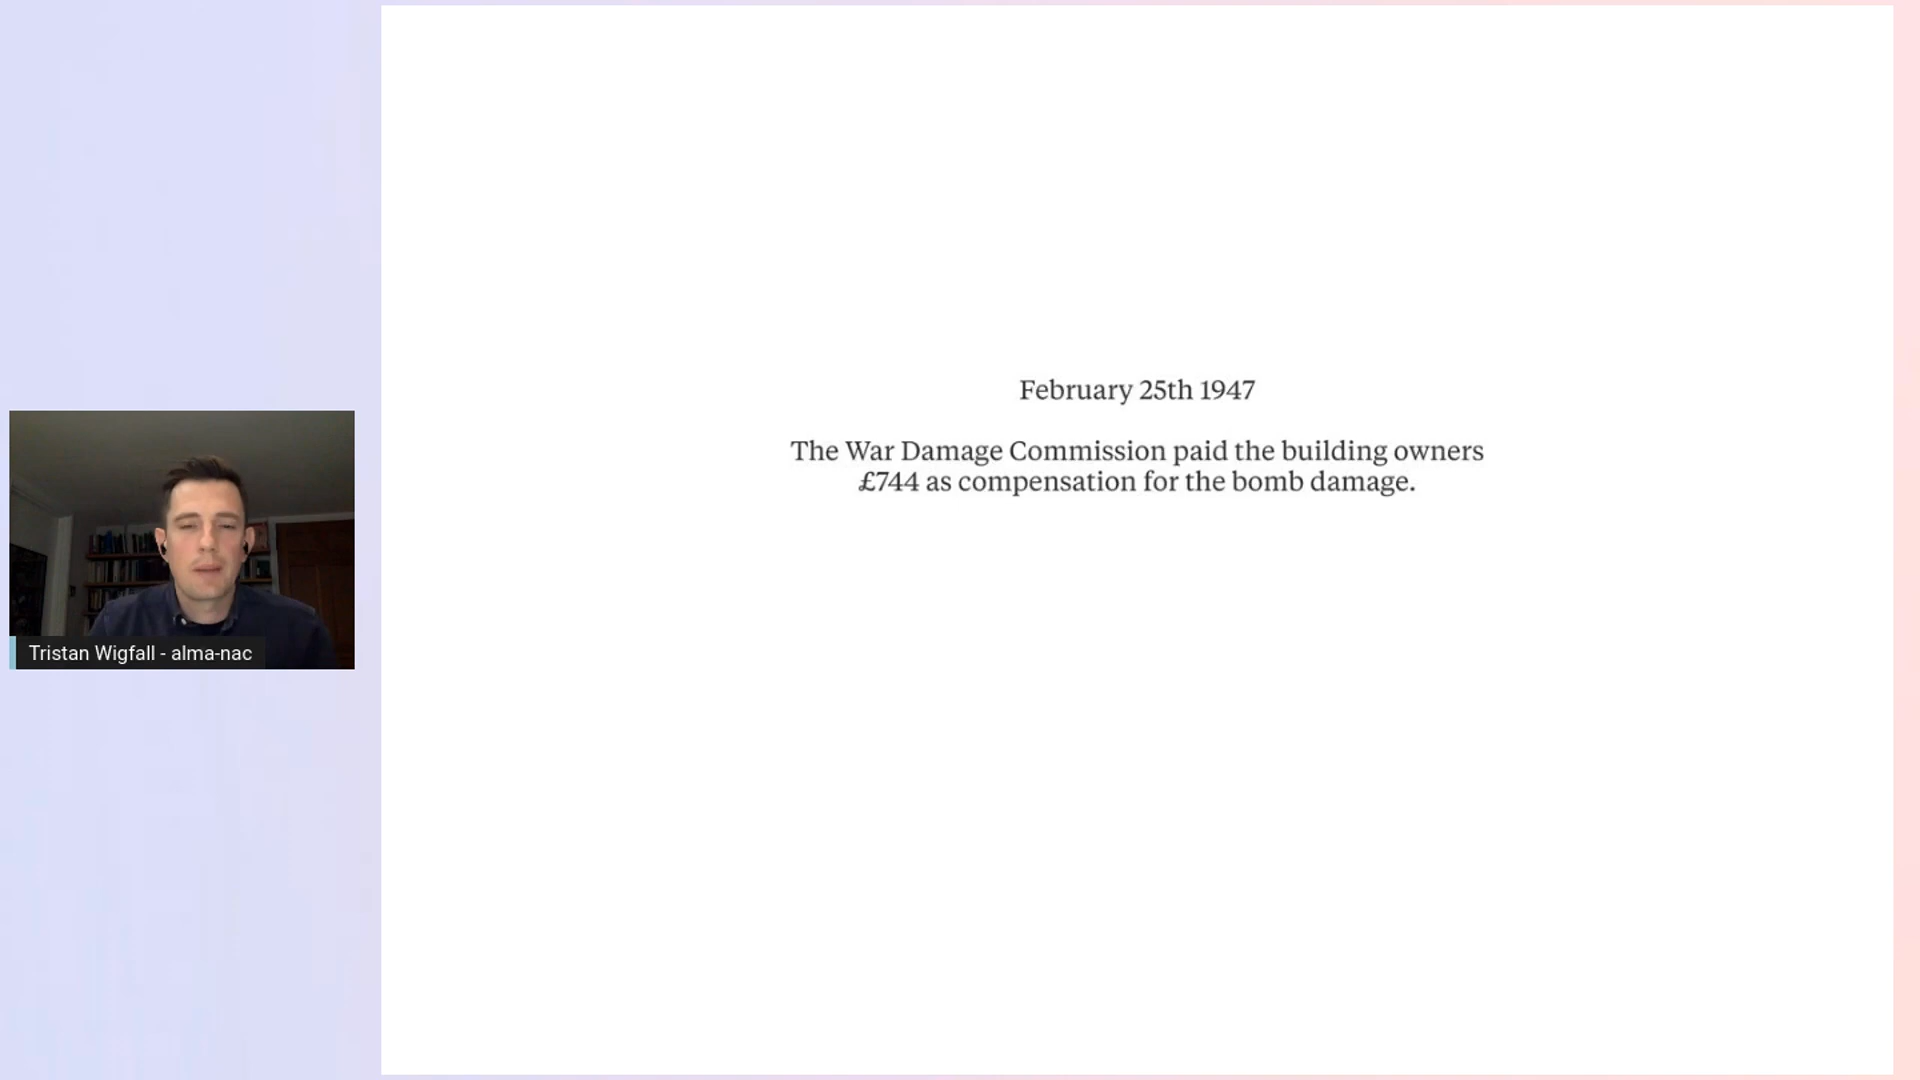 February 25th 1947
The War Damage Commission paid the building owners
£744 as compensation for the bomb damage.
Tristan Wigfall - alma-nac